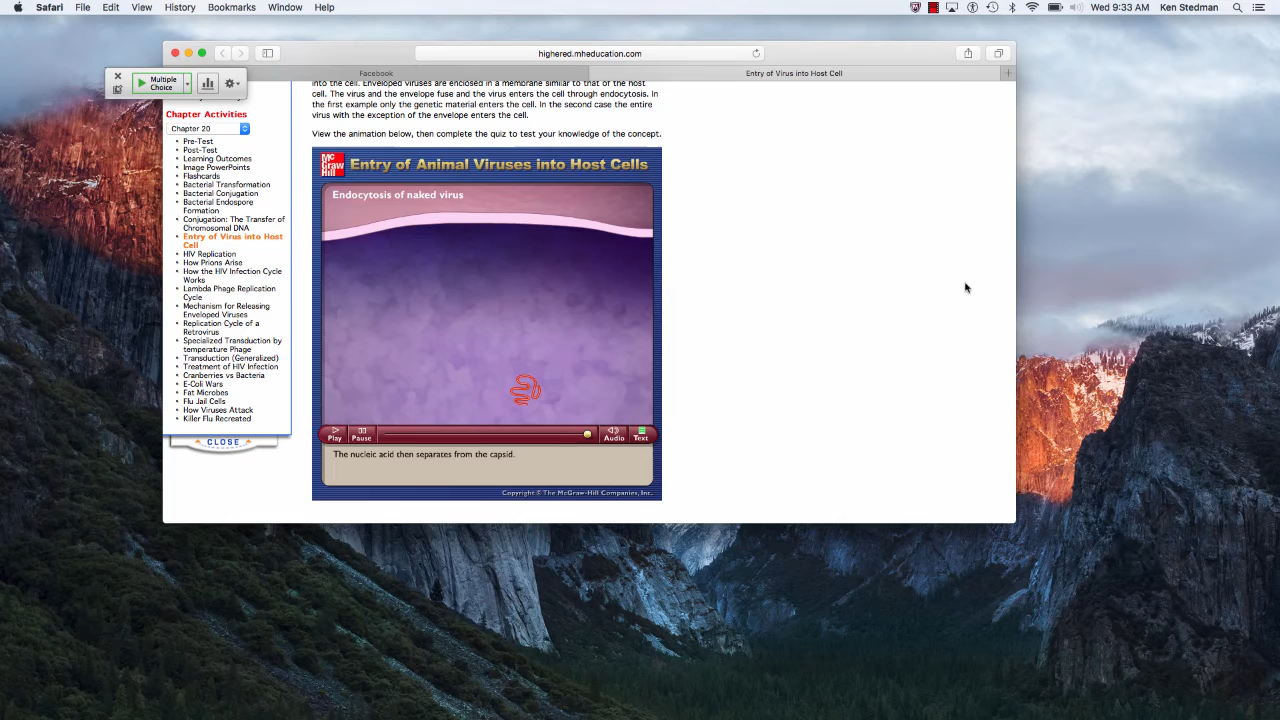 Safari File Edit View History Bookmarks Window Help
Wed 9:33 AM Ken Stedman
highered.mheducation.com
Facebook
Entry of Virus into Host Cell
Multiple
Choice
Chapter Activities
Chapter 20
Pre-Test
Post-Test
Learning Outcomes
Image PowerPoints
Flashcards
Bacterial Transformation
Bacterial Conjugation
Bacterial Endospore
Formation
Conjugation: The Transfer of
Chromosomal DNA
Entry of Virus into Host
Cell
HIV Replication
How Prions Arise
How the HIV Infection Cycle
Works
Lambda Phage Replication
Cycle
Mechanism for Releasing
Enveloped Viruses
Replication Cycle of a
Retrovirus
Specialized Transduction by
temperature Phage
Transduction (Generalized)
Treatment of HIV Infection
Cranberries vs Bacteria
E-Coli Wars
Fat Microbes
Flu Jail Cells
How Viruses Attack
Killer Flu Recreated
CLOSE
into the cell. Enveloped viruses are enclosed in a membrane similar to that of the host
cell. The virus and the envelope fuse and the virus enters the cell through endocytosis. In
the first example only the genetic material enters the cell. In the second case the entire
virus with the exception of the envelope enters the cell.
View the animation below, then complete the quiz to test your knowledge of the concept.
Mc
Graw
Hill
Entry of Animal Viruses into Host Cells
Endocytosis of naked virus
Play Pause Audio Text
The nucleic acid then separates from the capsid.
Copyright © The McGraw-Hill Companies, Inc.